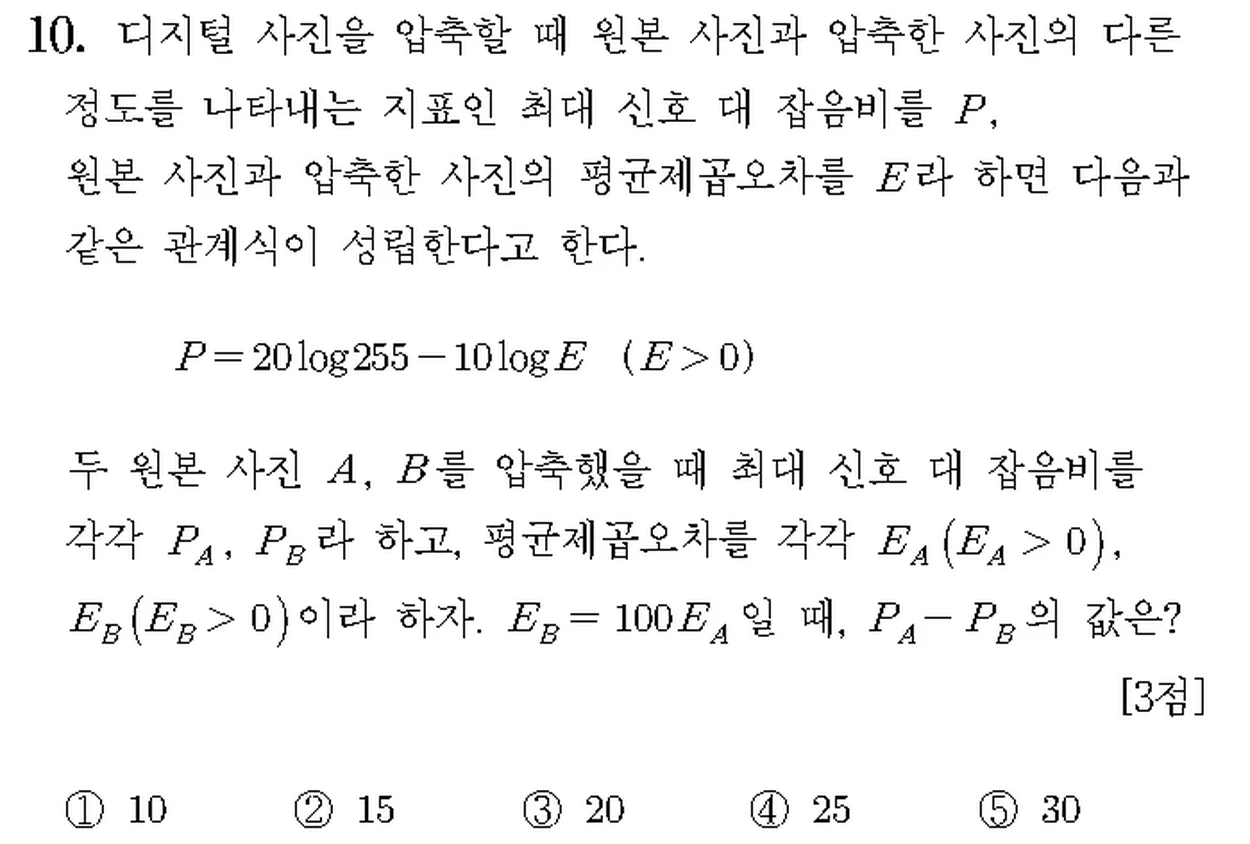 10. 디지털 사진을 압축할 때 원본 사진과 압축한 사진의 다른
정도를 나타내는 지표인 최대 신호 대 잡음비를 P,
원본 사진과 압축한 사진의 평균제곱오차를 E라 하면 다음과
같은 관계식이 성립한다고 한다.
P=20log255-10logE (E>0)
두 원본 사진 A, B를 압축했을 때 최대 신호 대 잡음비를
각각 P_A, P_B라 하고, 평균제곱오차를 각각 E_A(E_A > 0),
E_B(E_B > 0)이라 하자. E_B = 100E_A일 때, P_A - P_B의 값은?
[3점]
① 10 ② 15 ③ 20 ④ 25 ⑤ 30